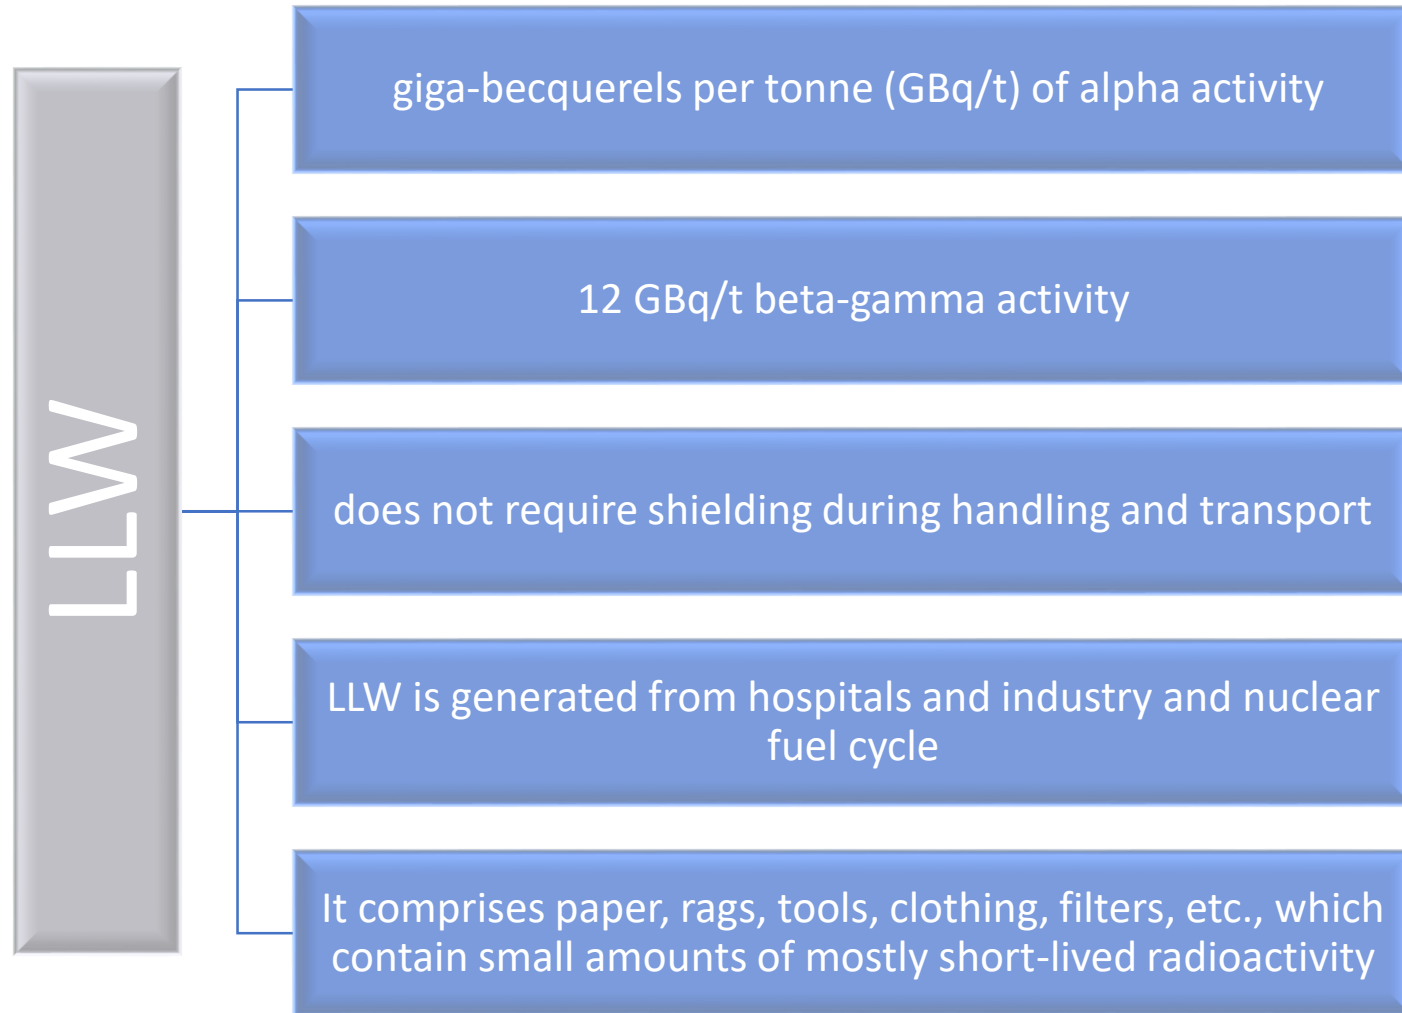 LLW
giga-becquerels per tonne (GBq/t) of alpha activity
12 GBq/t beta-gamma activity
does not require shielding during handling and transport
LLW is generated from hospitals and industry and nuclear
fuel cycle
It comprises paper, rags, tools, clothing, filters, etc., which
contain small amounts of mostly short-lived radioactivity